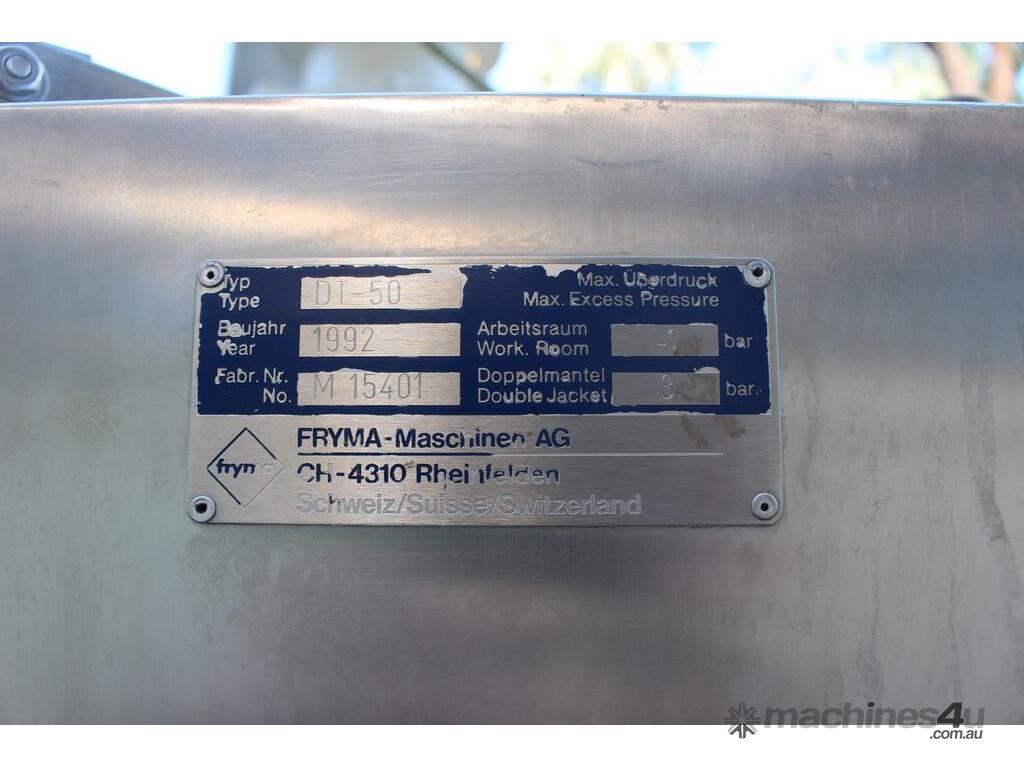 Typ
Type
DT-50
Max. Überdruck
Max. Excess Pressure
Baujahr
Year
1992
Arbeitsraum
Work. Room
bar
Fabr. Nr.
No.
M 15401
Doppelmantel
Double Jacket
3
bar
fryma
FRYMA-Maschinen AG
CH-4310 Rheinfelden
Schweiz/Suisse/Switzerland
machines4u
.com.au